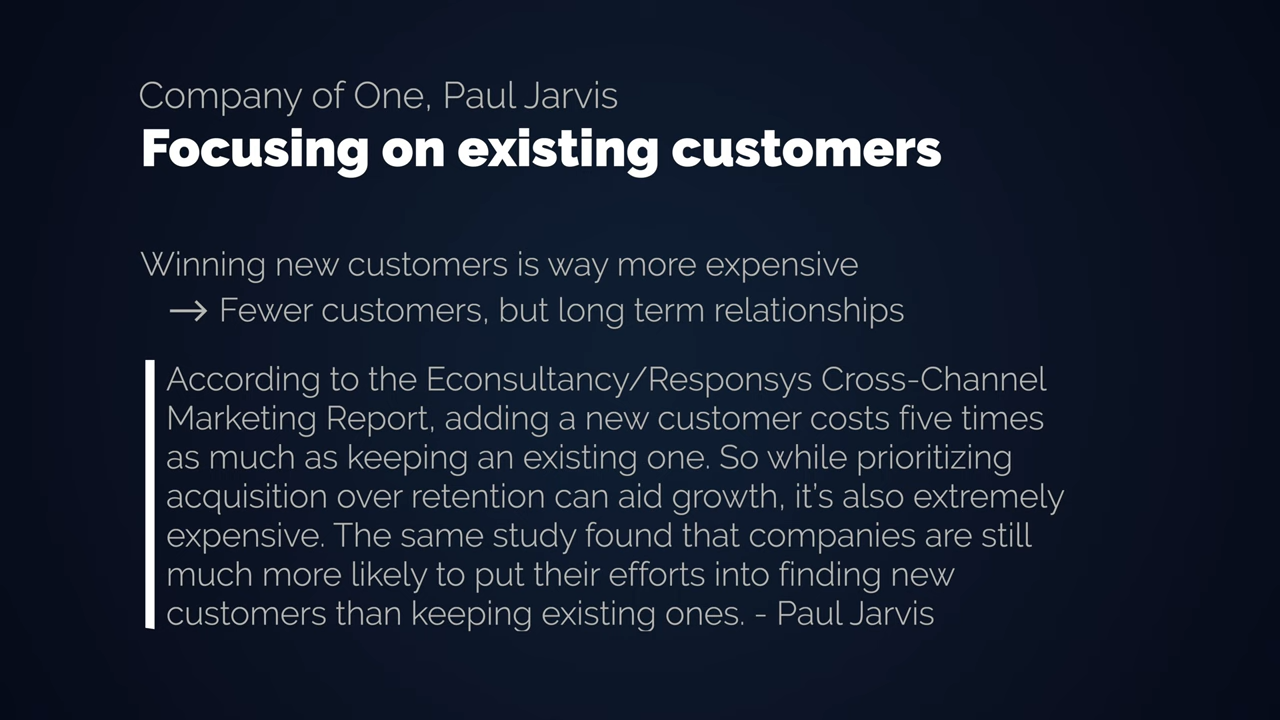 Company of One, Paul Jarvis
Focusing on existing customers
Winning new customers is way more expensive
→ Fewer customers, but long term relationships
According to the Econsultancy/Responsys Cross-Channel
Marketing Report, adding a new customer costs five times
as much as keeping an existing one. So while prioritizing
acquisition over retention can aid growth, it’s also extremely
expensive. The same study found that companies are still
much more likely to put their efforts into finding new
customers than keeping existing ones. - Paul Jarvis